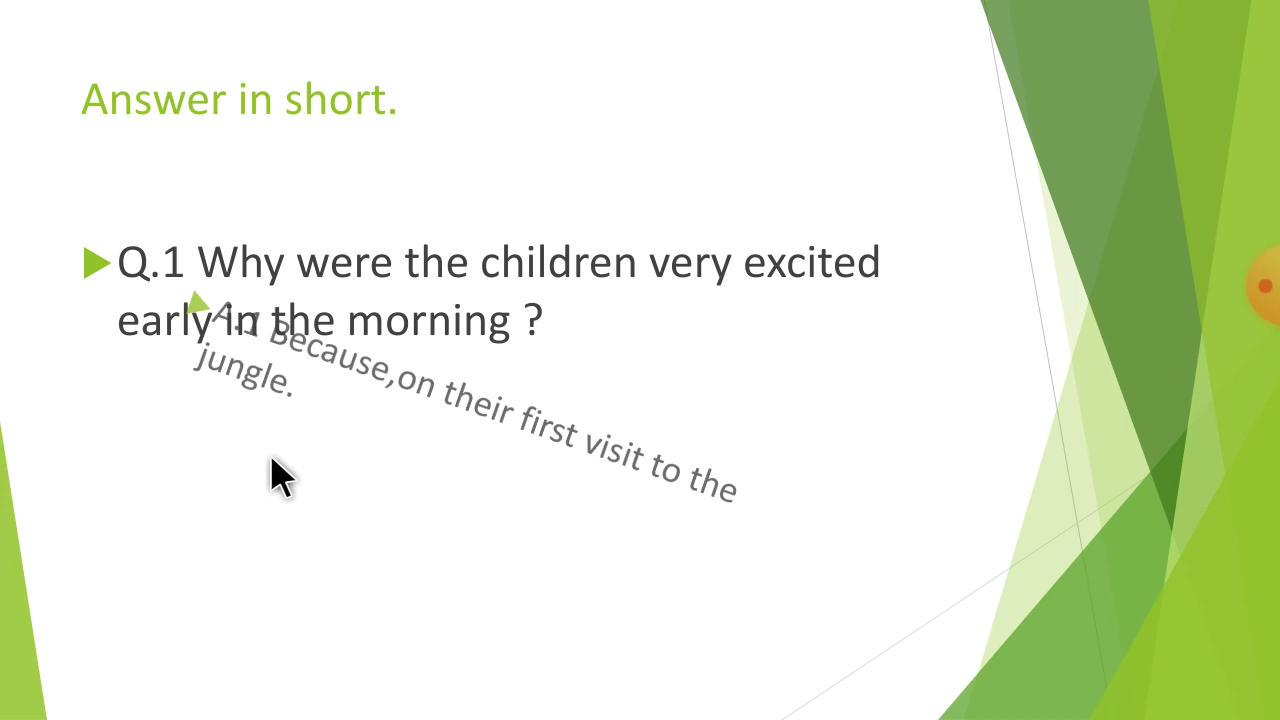 Answer in short.
Q.1 Why were the children very excited
early in the morning ?
A.1 Because,on their first visit to the
jungle.